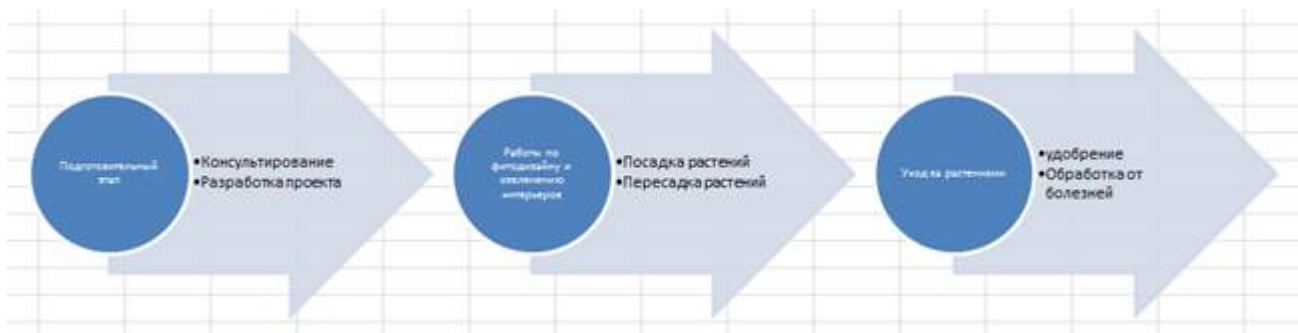 Подготовительный
этап
•Консультирование
•Разработка проекта
Работы по
фитодизайну и
озеленению
интерьеров
•Посадка растений
•Пересадка растений
Уход за растениями
•удобрение
•Обработка от
болезней